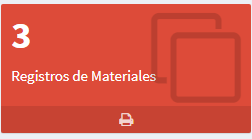 3
Registros de Materiales